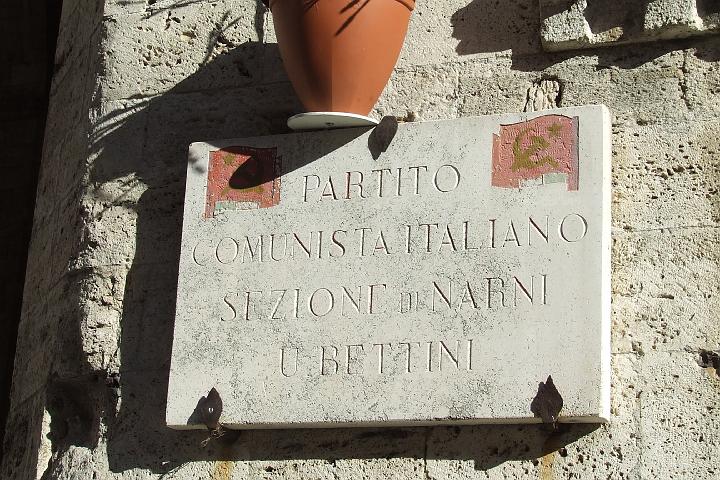 PARTITO
COMUNISTA ITALIANO
SEZIONE DI NARNI
U BETTINI